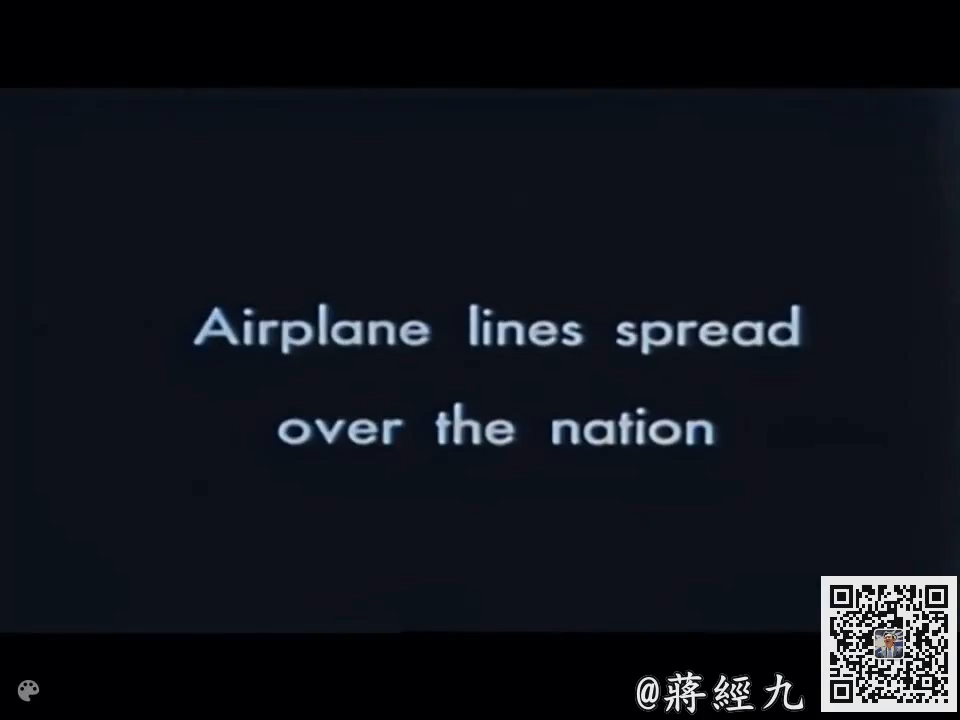 Airplane lines spread
over the nation
@蔣經九